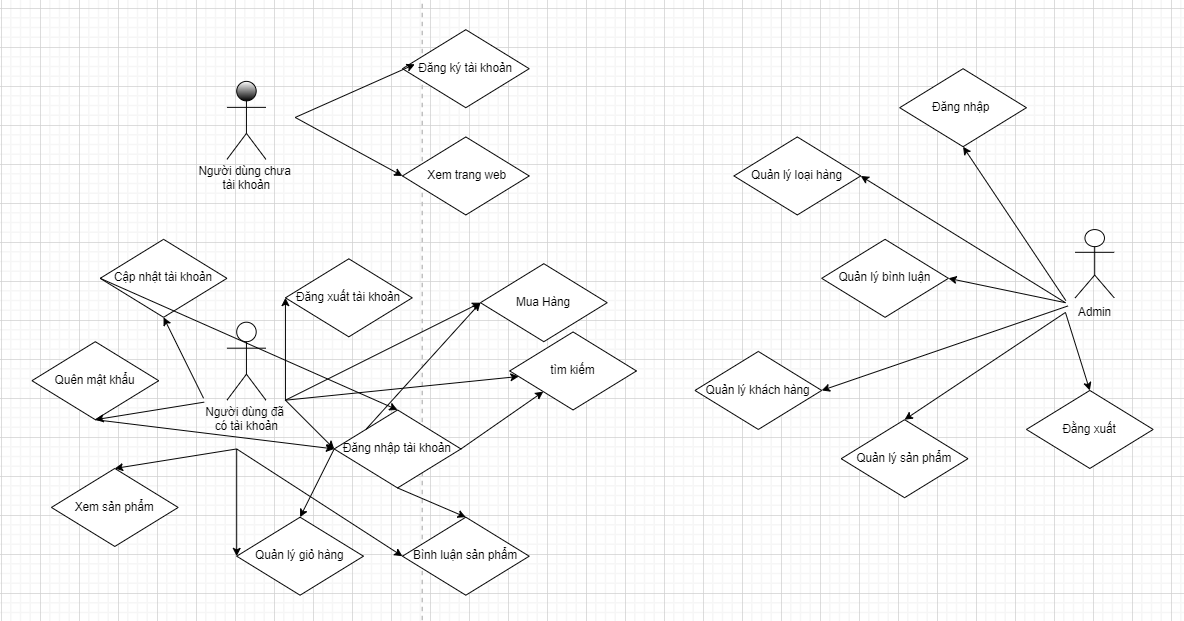 Đăng ký tài khoản
Người dùng chưa
tài khoản
Xem trang web
Đăng nhập
Quản lý loại hàng
Quản lý bình luận
Admin
Cập nhật tài khoản
Đăng xuất tài khoản
Mua Hàng
tìm kiếm
Quên mật khẩu
Người dùng đã
có tài khoản
Đăng nhập tài khoản
Quản lý khách hàng
Quản lý sản phẩm
Đằng xuất
Xem sản phẩm
Quản lý giỏ hàng
Bình luận sản phẩm